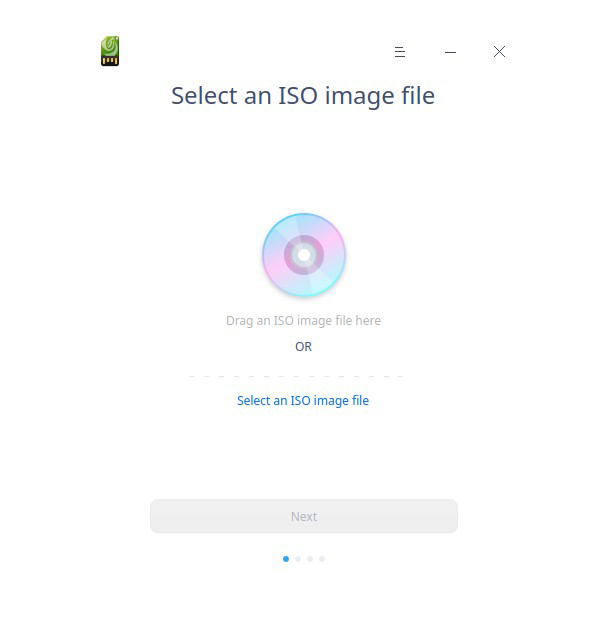 Select an ISO image file
Drag an ISO image file here
OR
Select an ISO image file
Next